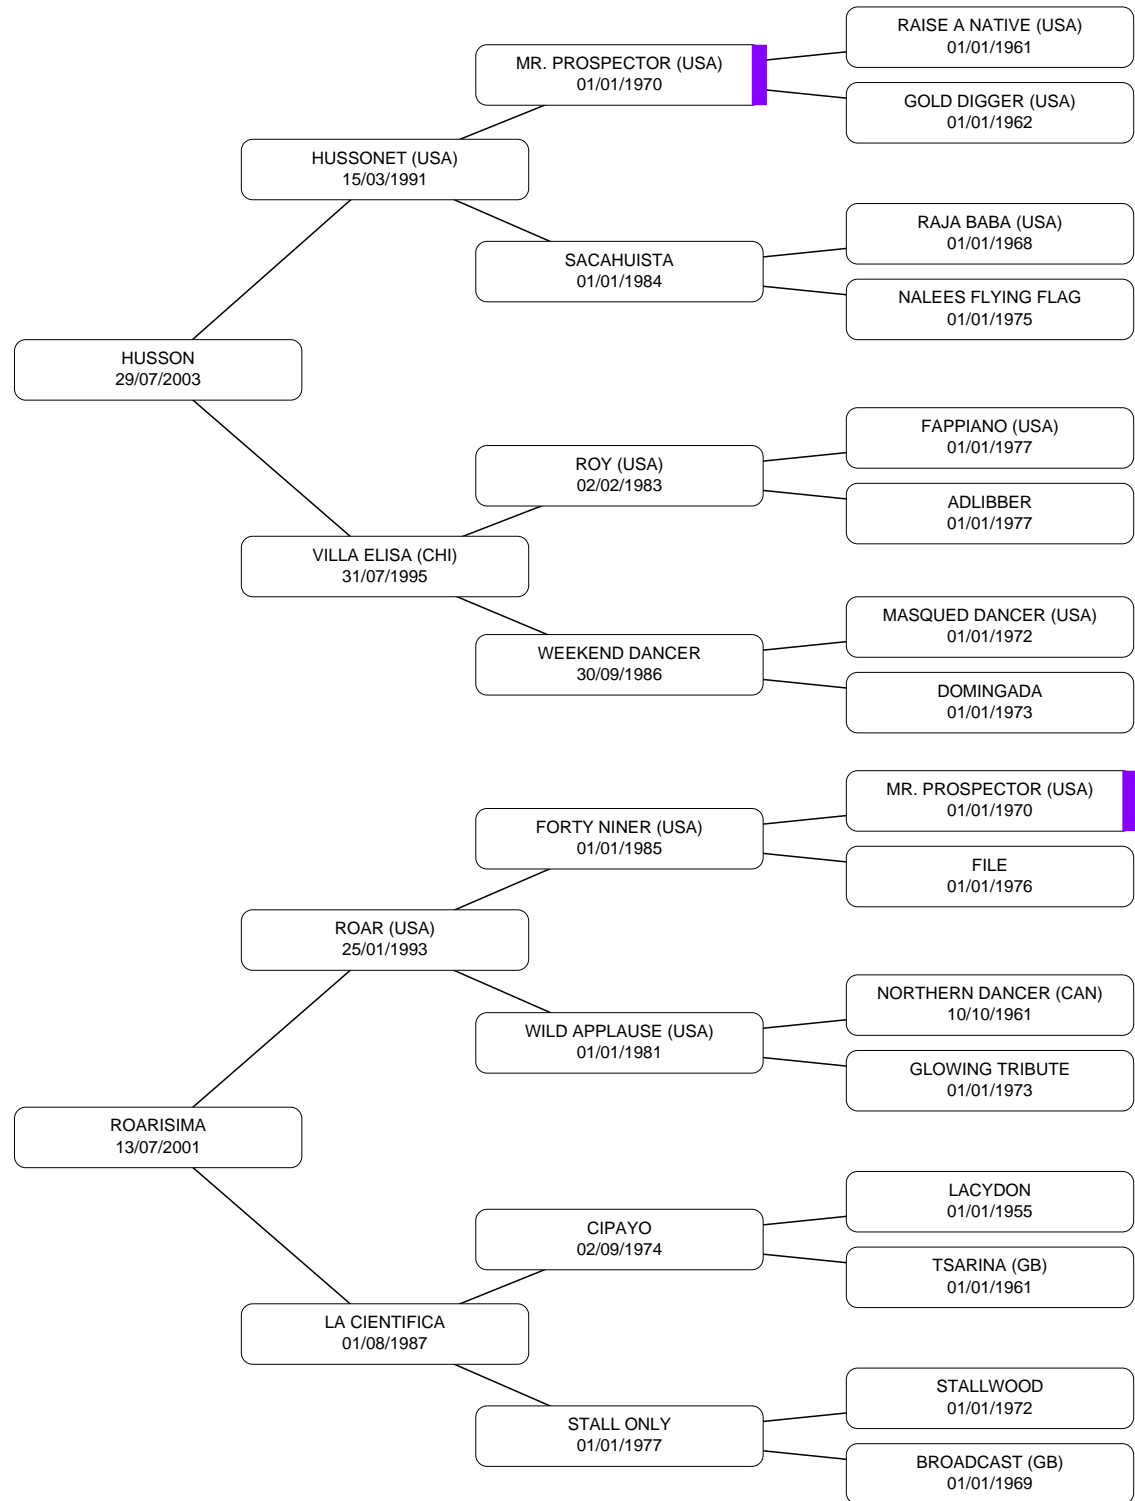 RAISE A NATIVE (USA)
01/01/1961
MR. PROSPECTOR (USA)
01/01/1970
GOLD DIGGER (USA)
01/01/1962
HUSSONET (USA)
15/03/1991
RAJA BABA (USA)
01/01/1968
SACAHUISTA
01/01/1984
NALEES FLYING FLAG
01/01/1975
HUSSON
29/07/2003
FAPPIANO (USA)
01/01/1977
ROY (USA)
02/02/1983
ADLIBBER
01/01/1977
VILLA ELISA (CHI)
31/07/1995
MASQUED DANCER (USA)
01/01/1972
WEEKEND DANCER
30/09/1986
DOMINGADA
01/01/1973
MR. PROSPECTOR (USA)
01/01/1970
FORTY NINER (USA)
01/01/1985
FILE
01/01/1976
ROAR (USA)
25/01/1993
NORTHERN DANCER (CAN)
10/10/1961
WILD APPLAUSE (USA)
01/01/1981
GLOWING TRIBUTE
01/01/1973
ROARISIMA
13/07/2001
LACYDON
01/01/1955
CIPAYO
02/09/1974
TSARINA (GB)
01/01/1961
LA CIENTIFICA
01/08/1987
STALLWOOD
01/01/1972
STALL ONLY
01/01/1977
BROADCAST (GB)
01/01/1969